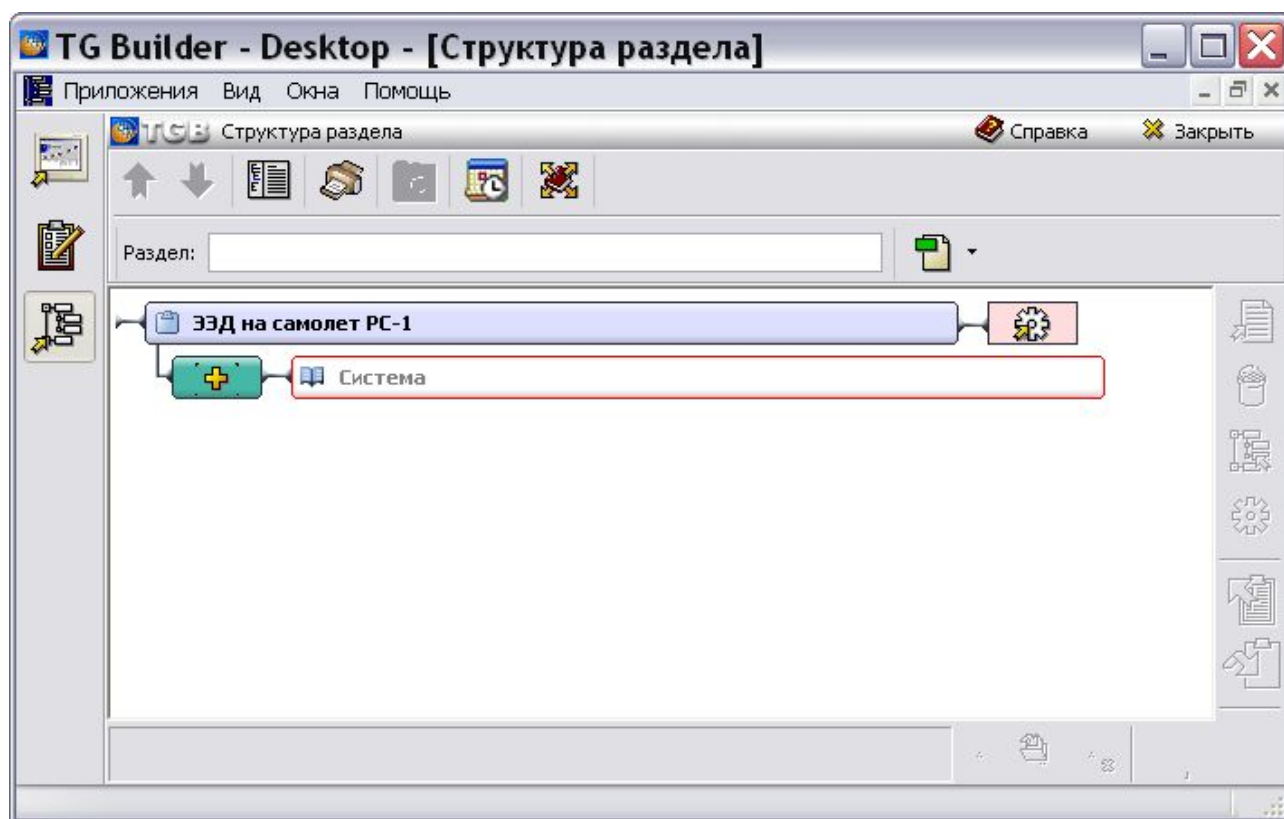 TG Builder - Desktop - [Структура раздела]
Приложения Вид Окна Помощь
TGB Структура раздела Справка Закрыть
Раздел:
ЭЭД на самолет РС-1
Система